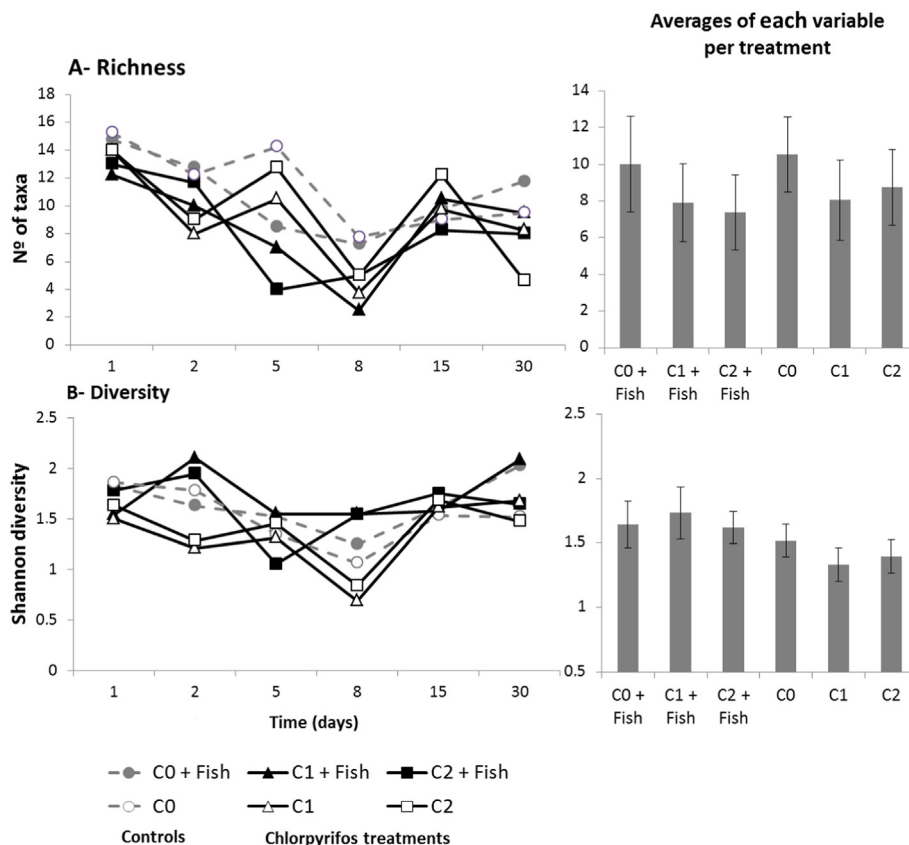 Averages of each variable
per treatment
A- Richness
Nº of taxa
18
16
14
12
10
8
6
4
2
0
1 2 5 8 15 30
14
12
10
8
6
4
2
0
C0 + Fish C1 + Fish C2 + Fish C0 C1 C2
B- Diversity
Shannon diversity
2.5
2
1.5
1
0.5
0
1 2 5 8 15 30
Time (days)
2.5
2
1.5
1
0.5
C0 + Fish C1 + Fish C2 + Fish C0 C1 C2
C0 + Fish C1 + Fish C2 + Fish
C0 C1 C2
Controls Chlorpyrifos treatments